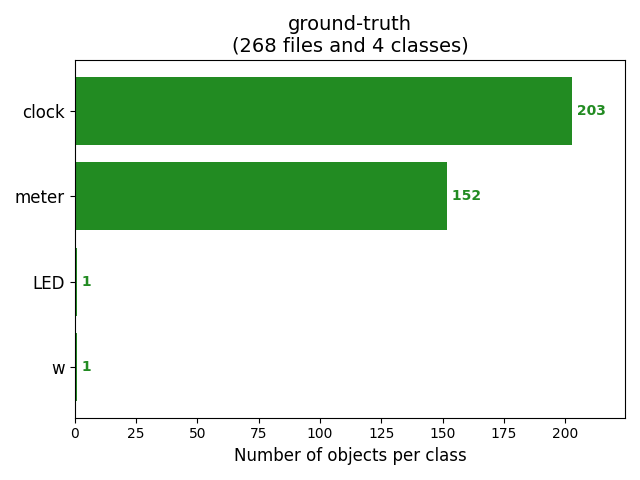 ground-truth
(268 files and 4 classes)
clock 203
meter 152
LED 1
w 1
0 25 50 75 100 125 150 175 200
Number of objects per class